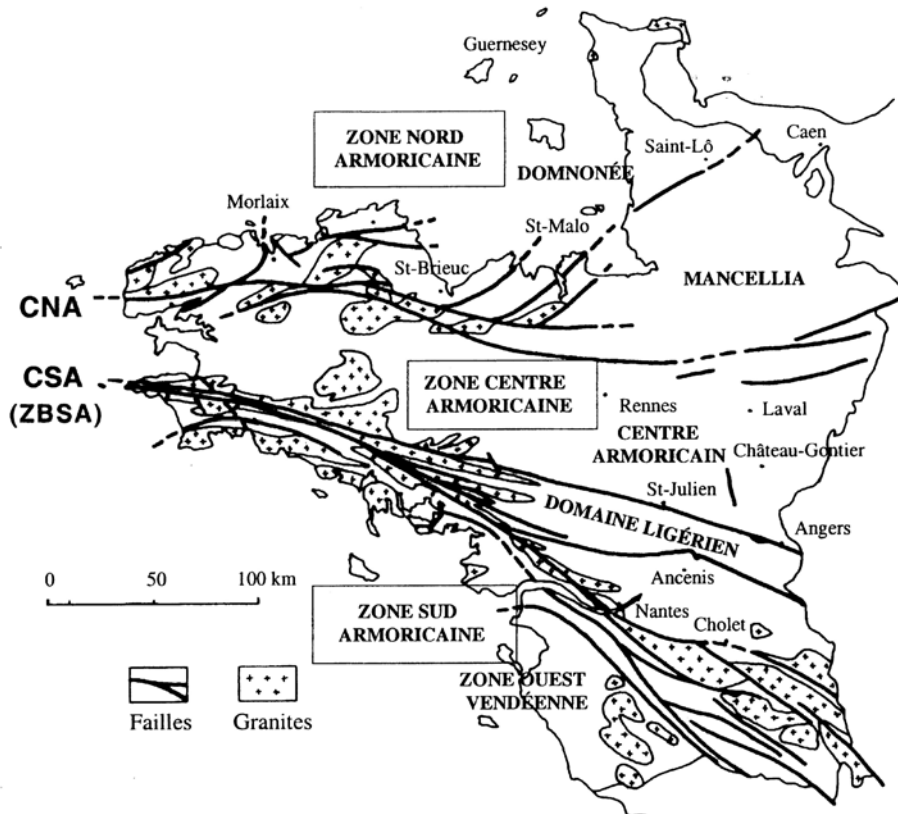 Guernesey
ZONE NORD
ARMORICAINE
Caen
Saint-Lô
DOMNONÉE
Morlaix
St-Malo
St-Brieuc
MANCELLIA
CNA
CSA
(ZBSA)
ZONE CENTRE
ARMORICAINE
Rennes
Laval
CENTRE
ARMORICAIN
Château-Gontier
St-Julien
DOMAINE LIGÉRIEN
Angers
0 50 100 km
Ancenis
ZONE SUD
ARMORICAINE
Nantes
Cholet
ZONE OUEST
VENDÉENNE
Failles
Granites